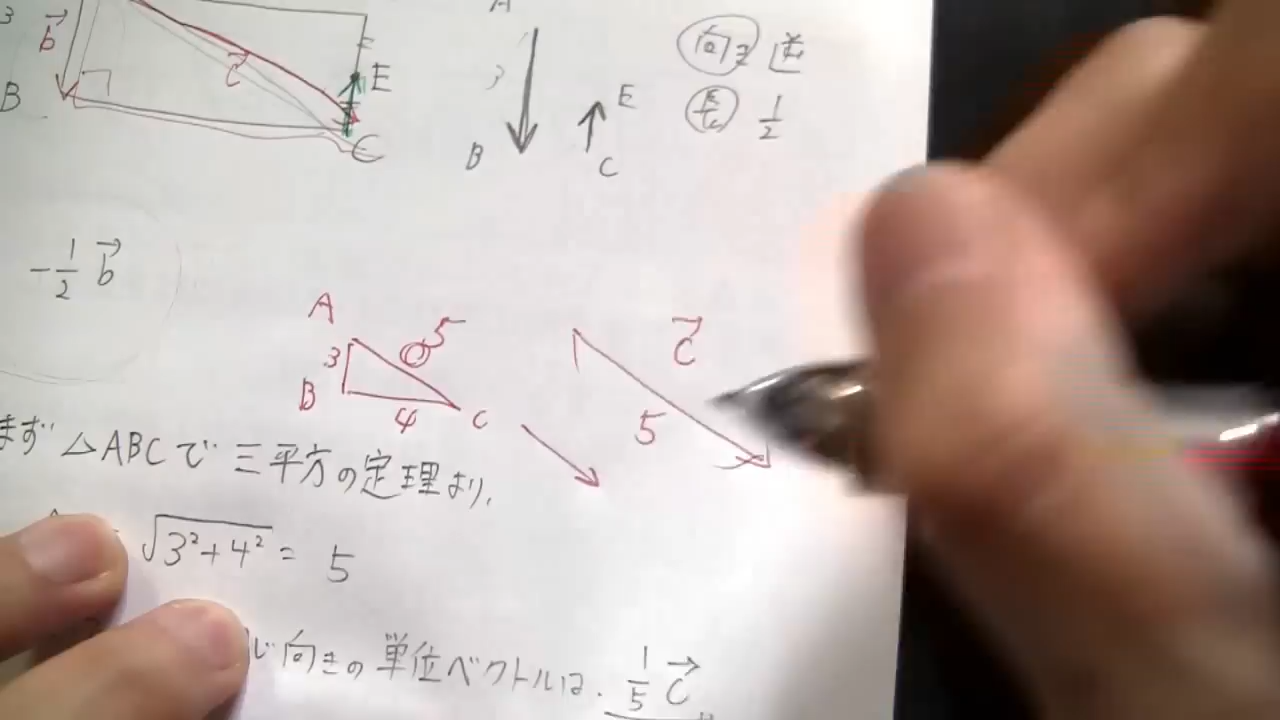 3
b⃗
B
c⃗
E
C
A
3
B
E
C
向き 逆
長さ 1/2
-1/2 b⃗
A
3
5
B
4
C
c⃗
5
まず △ABCで 三平方の定理より,
√3²+4² = 5
じ向きの 単位ベクトルは. 1/5 c⃗